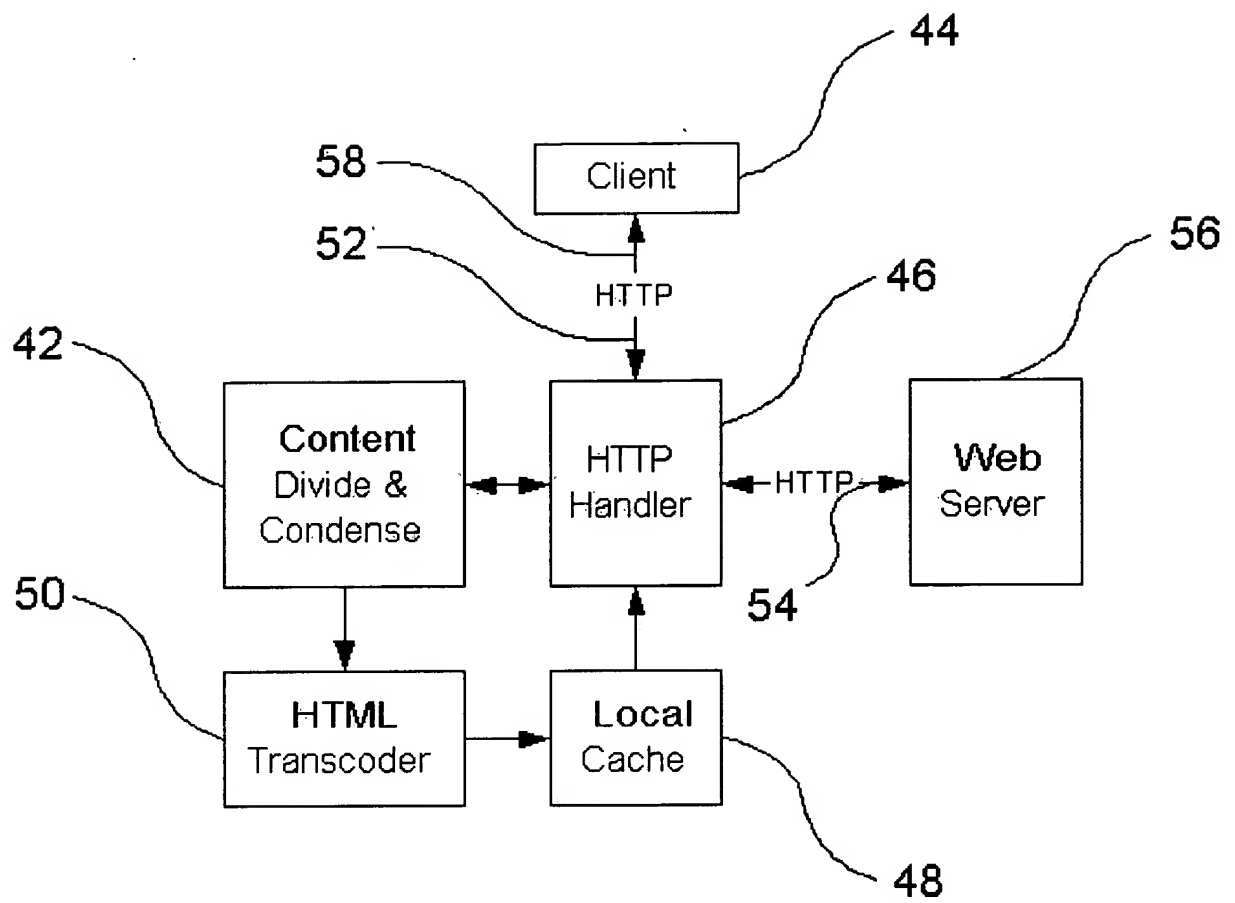 44
58
Client
52
56
HTTP
46
42
Content
Divide &
Condense
HTTP
Handler
HTTP
Web
Server
50
54
HTML
Transcoder
Local
Cache
48